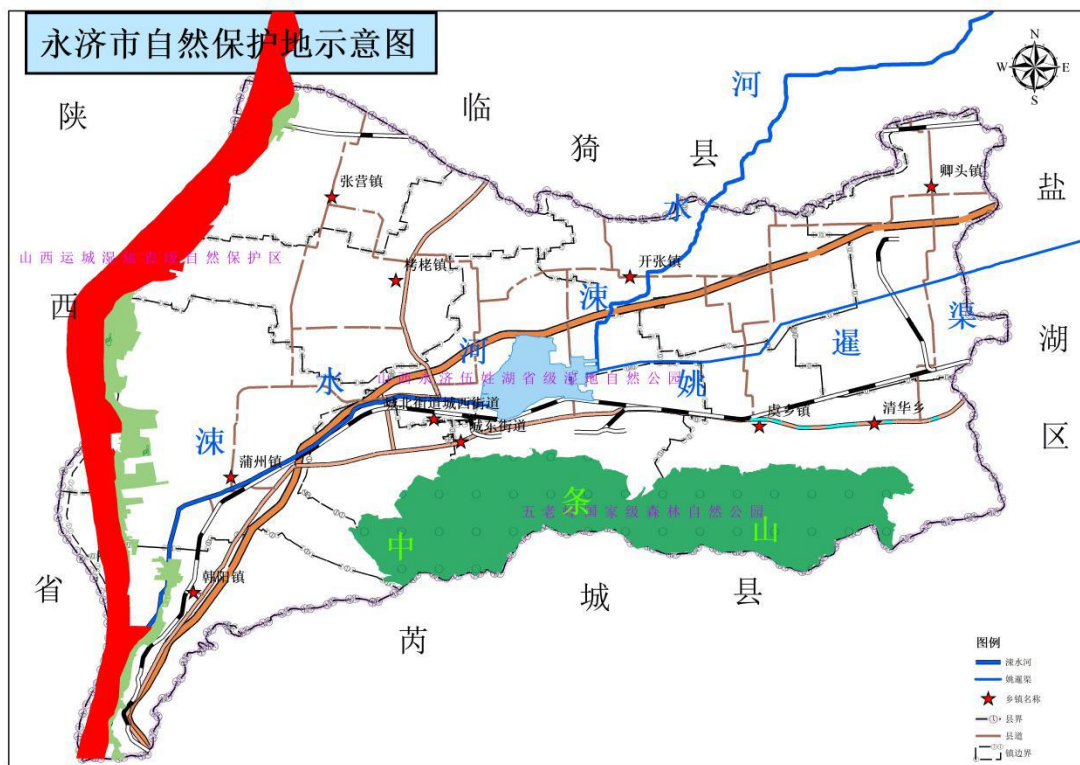 永济市自然保护地示意图
N
W
E
S
陕
西
省
临
猗
县
盐
湖
区
芮
城
县
河
水
涑
河
水
涑
姚
暹
渠
卿头镇
张营镇
开张镇
栲栳镇
山西运城湿地省级自然保护区
山西永济伍姓湖省级湿地自然公园
城北街道
城西街道
城东街道
虞乡镇
清华乡
蒲州镇
韩阳镇
中
条
山
五老峰国家级森林自然公园
图例
涑水河
姚暹渠
乡镇名称
县界
县道
镇边界